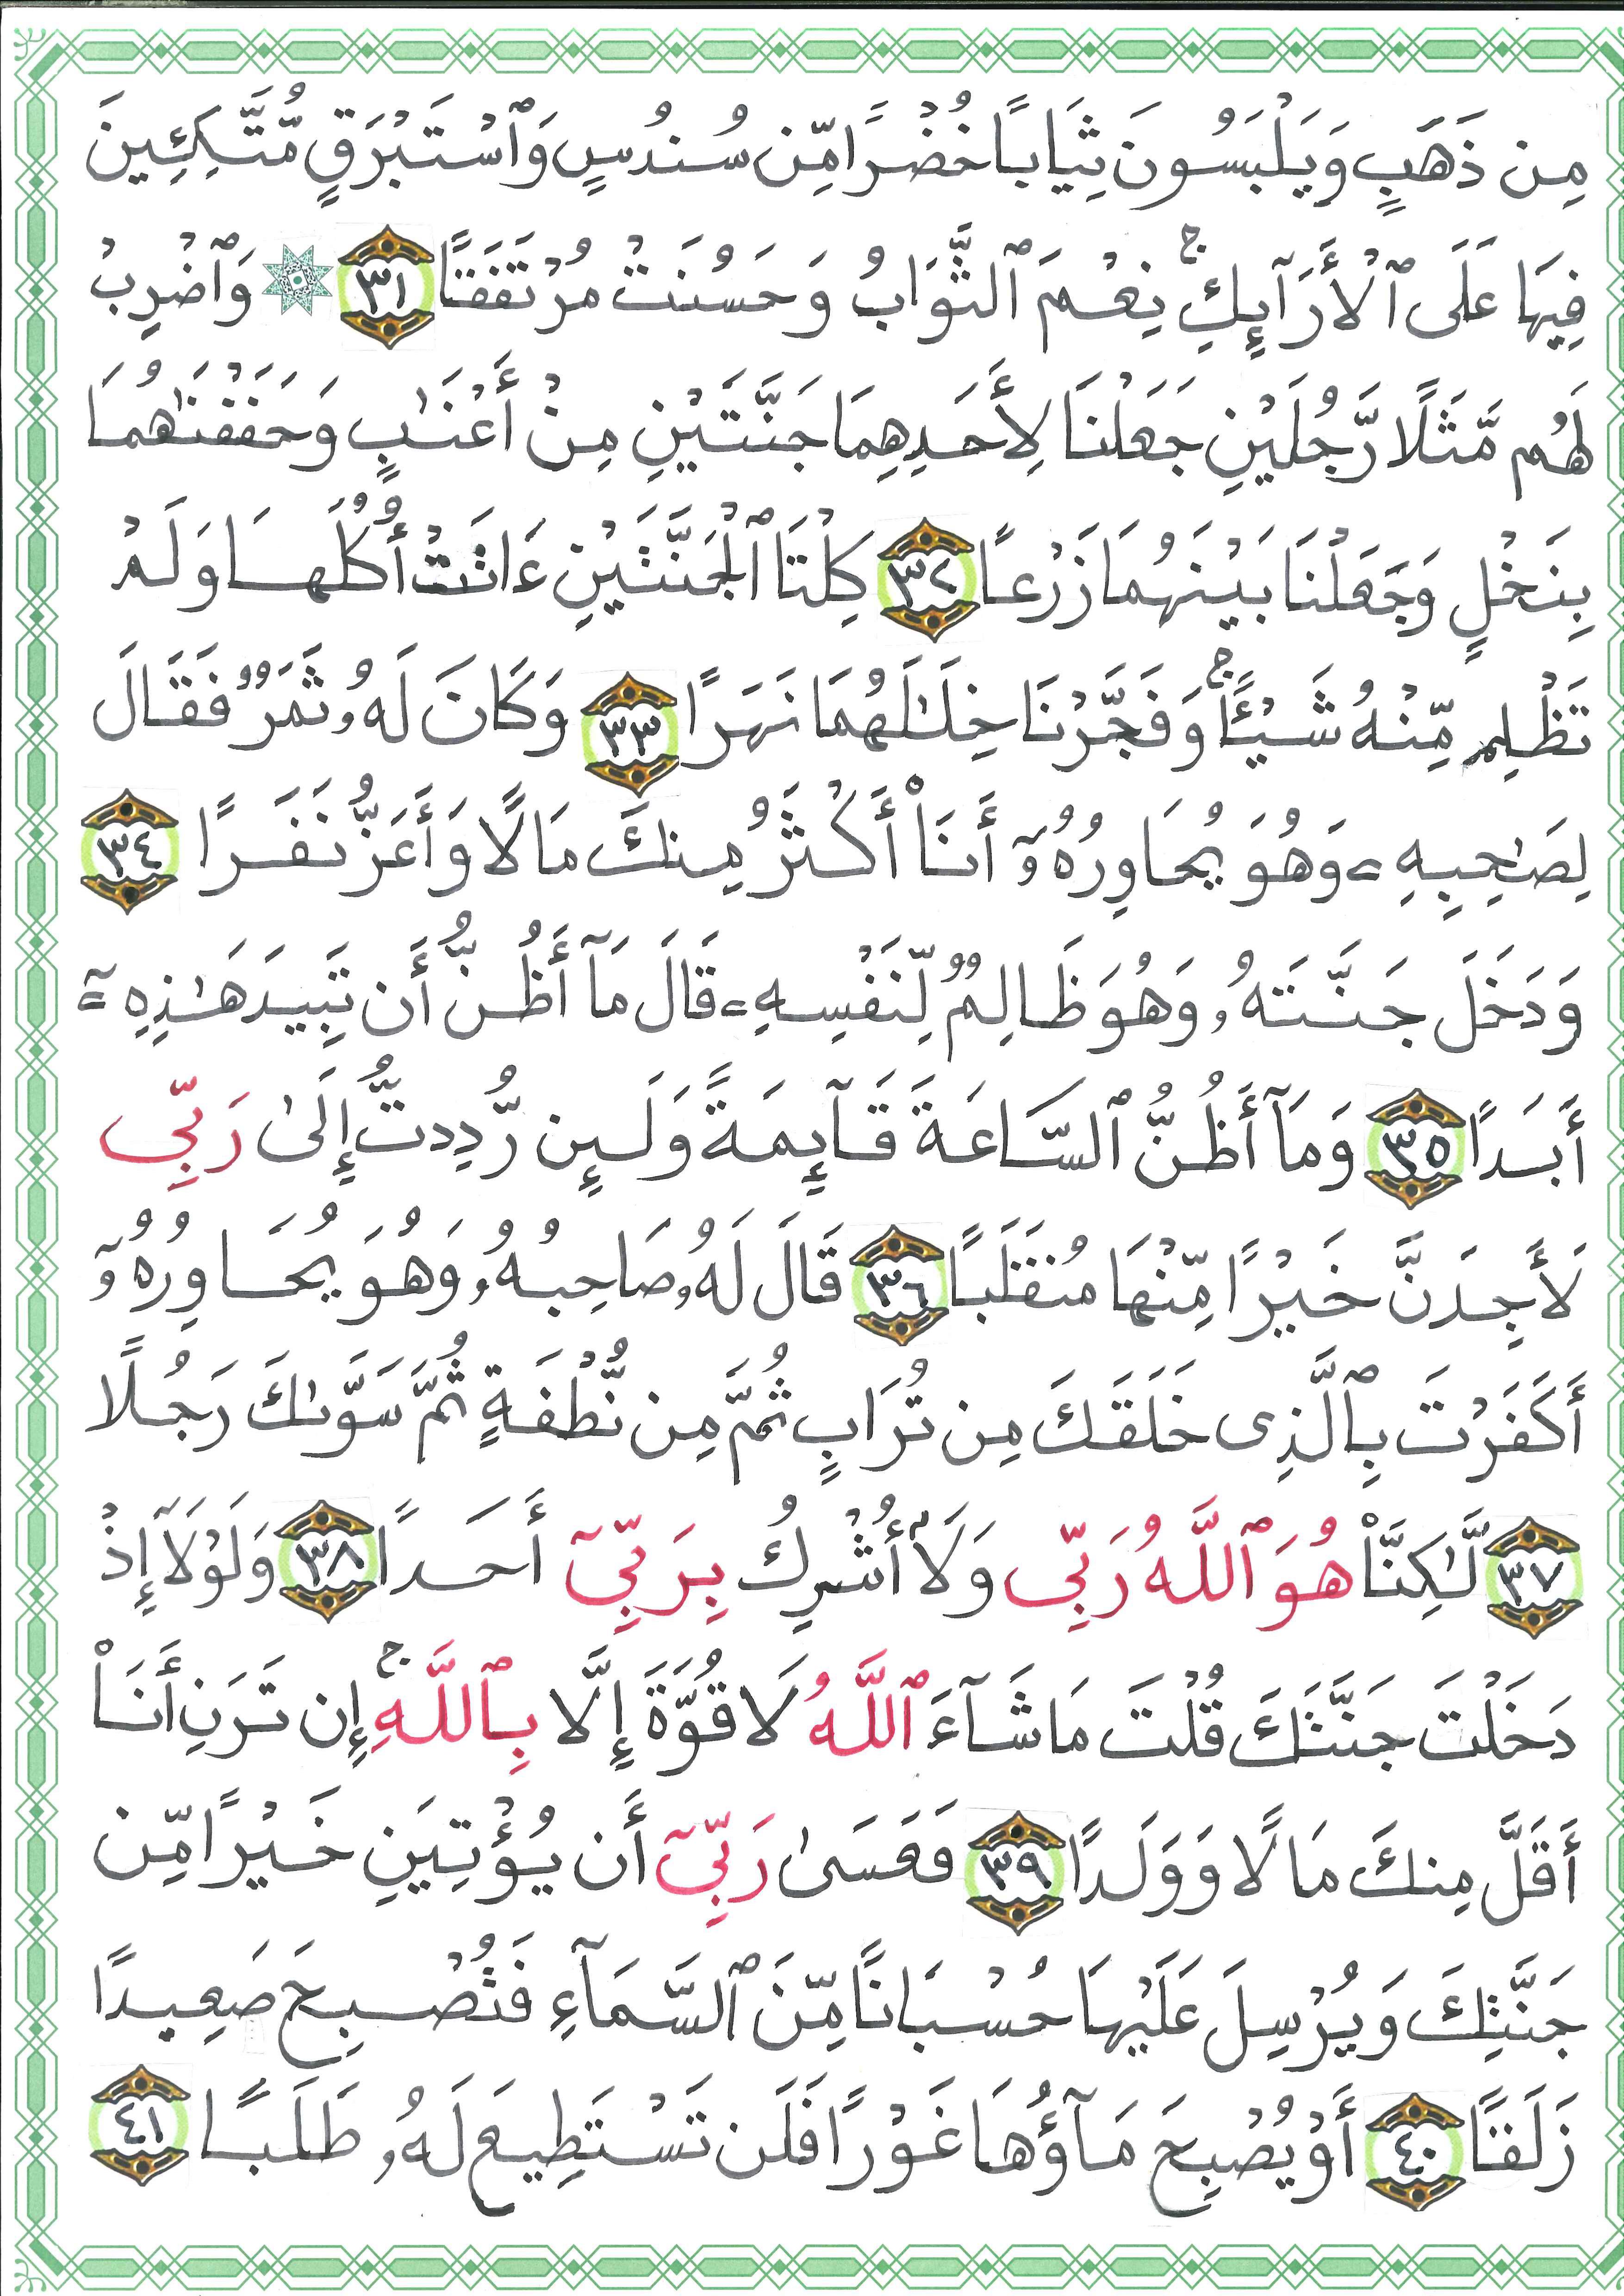 مِن ذَهَبٍ وَيَلْبَسُونَ ثِيَابًا خُضْرًا مِّن سُندُسٍ وَٱسْتَبْرَقٍ مُّتَّكِـِٔينَ
فِيهَا عَلَى ٱلْأَرَآئِكِ ۚ نِعْمَ ٱلثَّوَابُ وَحَسُنَتْ مُرْتَفَقًا ٣١ ۞ وَٱضْرِبْ
لَهُم مَّثَلًا رَّجُلَيْنِ جَعَلْنَا لِأَحَدِهِمَا جَنَّتَيْنِ مِنْ أَعْنَٰبٍ وَحَفَفْنَٰهُمَا
بِنَخْلٍ وَجَعَلْنَا بَيْنَهُمَا زَرْعًا ٣٢ كِلْتَا ٱلْجَنَّتَيْنِ ءَاتَتْ أُكُلَهَا وَلَمْ
تَظْلِم مِّنْهُ شَيْـًٔا ۚ وَفَجَّرْنَا خِلَٰلَهُمَا نَهَرًا ٣٣ وَكَانَ لَهُۥ ثَمَرٌ فَقَالَ
لِصَٰحِبِهِۦ وَهُوَ يُحَاوِرُهُۥٓ أَنَا۠ أَكْثَرُ مِنكَ مَالًا وَأَعَزُّ نَفَرًا ٣٤
وَدَخَلَ جَنَّتَهُۥ وَهُوَ ظَالِمٌ لِّنَفْسِهِۦ قَالَ مَآ أَظُنُّ أَن تَبِيدَ هَٰذِهِۦٓ
أَبَدًا ٣٥ وَمَآ أَظُنُّ ٱلسَّاعَةَ قَآئِمَةً وَلَئِن رُّدِدتُّ إِلَىٰ رَبِّى
لَأَجِدَنَّ خَيْرًا مِّنْهَا مُنقَلَبًا ٣٦ قَالَ لَهُۥ صَاحِبُهُۥ وَهُوَ يُحَاوِرُهُۥٓ
أَكَفَرْتَ بِٱلَّذِى خَلَقَكَ مِن تُرَابٍ ثُمَّ مِن نُّطْفَةٍ ثُمَّ سَوَّىٰكَ رَجُلًا
٣٧ لَّٰكِنَّا۠ هُوَ ٱللَّهُ رَبِّى وَلَآ أُشْرِكُ بِرَبِّىٓ أَحَدًا ٣٨ وَلَوْلَآ إِذْ
دَخَلْتَ جَنَّتَكَ قُلْتَ مَا شَآءَ ٱللَّهُ لَا قُوَّةَ إِلَّا بِٱللَّهِ ۚ إِن تَرَنِ أَنَا۠
أَقَلَّ مِنكَ مَالًا وَوَلَدًا ٣٩ فَعَسَىٰ رَبِّىٓ أَن يُؤْتِيَنِ خَيْرًا مِّن
جَنَّتِكَ وَيُرْسِلَ عَلَيْهَا حُسْبَانًا مِّنَ ٱلسَّمَآءِ فَتُصْبِحَ صَعِيدًا
زَلَقًا ٤٠ أَوْ يُصْبِحَ مَآؤُهَا غَوْرًا فَلَن تَسْتَطِيعَ لَهُۥ طَلَبًا ٤١